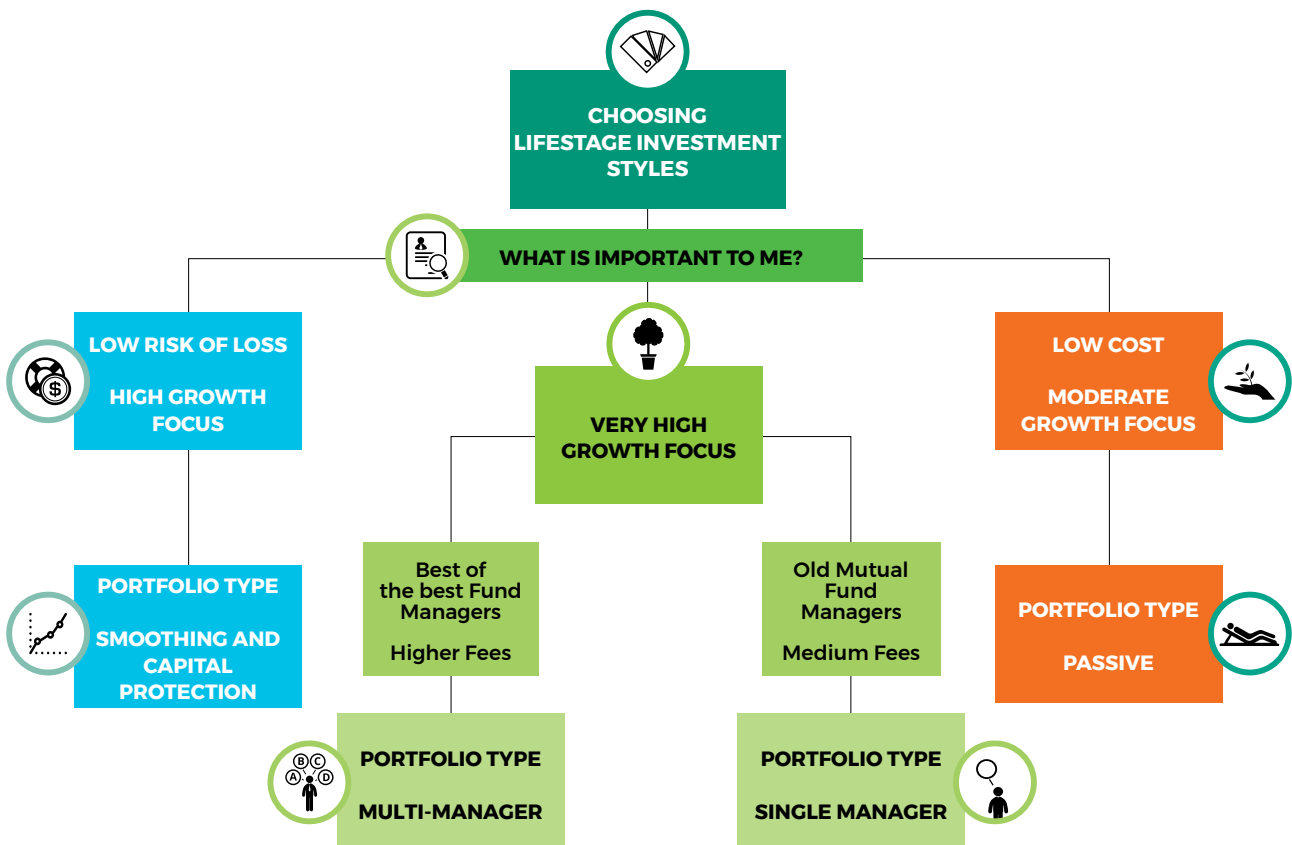 CHOOSING
LIFESTAGE INVESTMENT
STYLES
WHAT IS IMPORTANT TO ME?
LOW RISK OF LOSS
HIGH GROWTH
FOCUS
$
VERY HIGH
GROWTH FOCUS
LOW COST
MODERATE
GROWTH FOCUS
PORTFOLIO TYPE
SMOOTHING AND
CAPITAL
PROTECTION
Best of
the best Fund
Managers
Higher Fees
Old Mutual
Fund
Managers
Medium Fees
PORTFOLIO TYPE
PASSIVE
A B C D
PORTFOLIO TYPE
MULTI-MANAGER
PORTFOLIO TYPE
SINGLE MANAGER